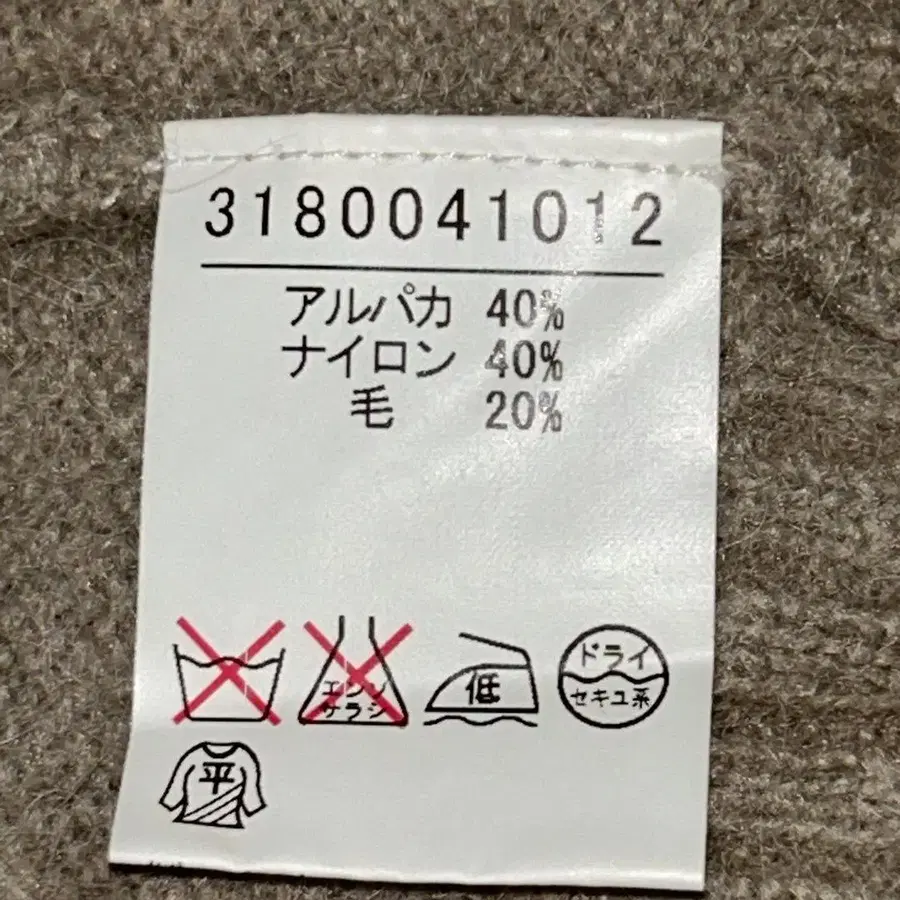 3180041012
アルパカ 40%
ナイロン 40%
毛 20%
エンソ
サラシ
低
ドライ
セキユ系
平